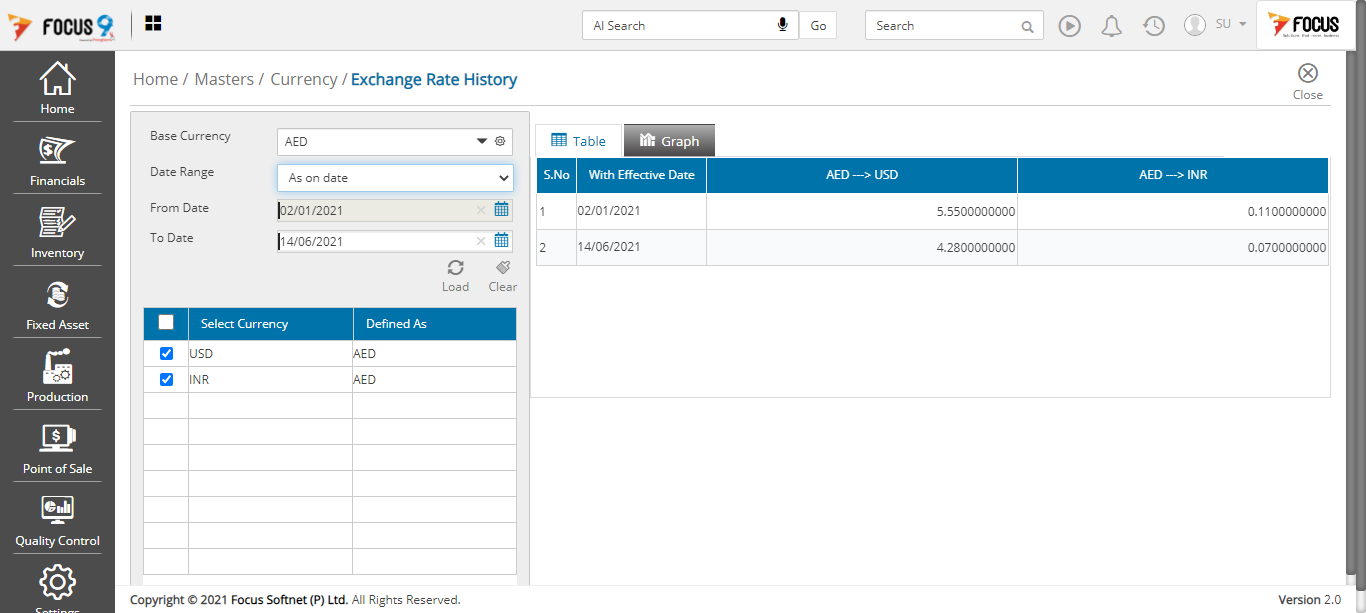 FOCUS 9
AI Search
Go
Search
SU
FOCUS
Home
Financials
Inventory
Fixed Asset
Production
Point of Sale
Quality Control
Settings
Home / Masters / Currency / Exchange Rate History
Close
Base Currency
AED
Date Range
As on date
From Date
02/01/2021
To Date
14/06/2021
Load
Clear
Select Currency Defined As
USD AED
INR AED
Table
Graph
S.No With Effective Date AED ---> USD AED ---> INR
1 02/01/2021 5.5500000000 0.1100000000
2 14/06/2021 4.2800000000 0.0700000000
Copyright © 2021 Focus Softnet (P) Ltd. All Rights Reserved.
Version 2.0